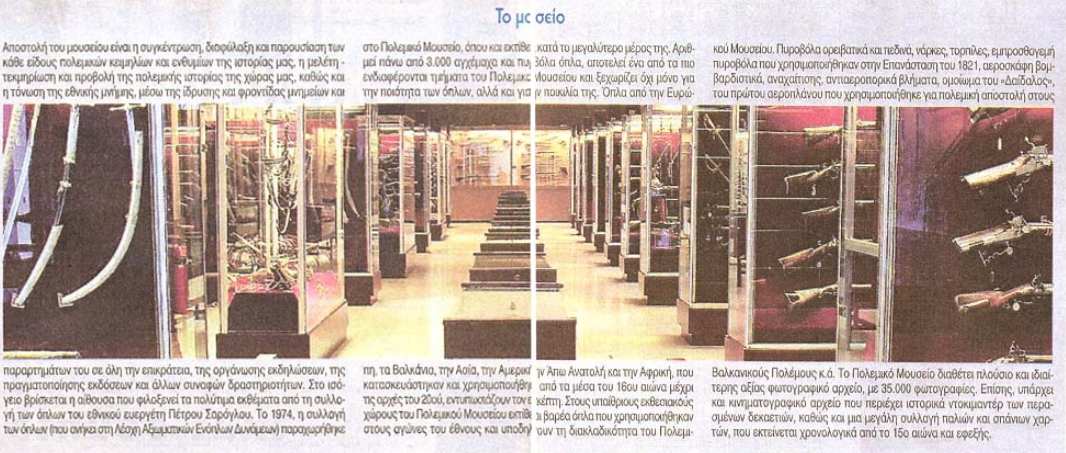 Το μο σείο
Αποστολή του μουσείου είναι η συγκέντρωση, διαφύλαξη και παρουσίαση των
κάθε είδους πολεμικών κειμηλίων και ενθυμίων της ιστορίας μας, η μελέτη -
τεκμηρίωση και προβολή της πολεμικής ιστορίας της χώρας μας, καθώς και
η τόνωση της εθνικής μνήμης, μέσω της ίδρυσης και φροντίδας μνημείων και
παραρτημάτων του σε όλη την επικράτεια, της οργάνωσης εκδηλώσεων, της
πραγματοποίησης εκδόσεων και άλλων συναφών δραστηριοτήτων. Στο ισό-
γειο βρίσκεται η αίθουσα που φιλοξενεί τα πολύτιμα εκθέματα από τη συλλο-
γή των όπλων του εθνικού ευεργέτη Πέτρου Σαρόγλου. Το 1974, η συλλογή
των όπλων (που ανήκει στη Λέσχη Αξιωματικών Ενόπλων Δυνάμεων) παραχωρήθηκε
στο Πολεμικό Μουσείο, όπου και εκτίθε κατά το μεγαλύτερο μέρος της. Αριθ-
μεί πάνω από 3.000 αγχέμαχα και πυ βόλα όπλα, αποτελεί ένα από τα πιο
ενδιαφέροντα τμήματα του Πολεμικο Μουσείου και ξεχωρίζει όχι μόνο για
την ποιότητα των όπλων, αλλά και για ν ποικιλία της. Όπλα από την Ευρώ-
πη, τα Βαλκάνια, την Ασία, την Αμερικ ην Άπω Ανατολή και την Αφρική, που
κατασκευάστηκαν και χρησιμοποιήθη από τα μέσα του 16ου αιώνα μέχρι
τις αρχές του 20ού, εντυπωσιάζουν τον ε κέπτη. Στους υπαίθριους εκθεσιακούς
χώρους του Πολεμικού Μουσείου εκτίθε ι βαρέα όπλα που χρησιμοποιήθηκαν
στους αγώνες του έθνους και υποδη ουν τη διακλαδικότητα του Πολεμι-
κού Μουσείου. Πυροβόλα ορειβατικά και πεδινά, νάρκες, τορπίλες, εμπροσθογεμή
πυροβόλα που χρησιμοποιήθηκαν στην Επανάσταση του 1821, αεροσκάφη βομ-
βαρδιστικά, αναχαίτισης, αντιαεροπορικά βλήματα, ομοίωμα του «Δαίδαλος»,
του πρώτου αεροπλάνου που χρησιμοποιήθηκε για πολεμική αποστολή στους
Βαλκανικούς Πολέμους κ.ά. Το Πολεμικό Μουσείο διαθέτει πλούσιο και ιδιαί-
τερης αξίας φωτογραφικό αρχείο, με 35.000 φωτογραφίες. Επίσης, υπάρχει
και κινηματογραφικό αρχείο που περιέχει ιστορικά ντοκιμαντέρ των περα-
σμένων δεκαετιών, καθώς και μια μεγάλη συλλογή παλιών και σπάνιων χαρ-
τών, που εκτείνεται χρονολογικά από το 15ο αιώνα και εφεξής.